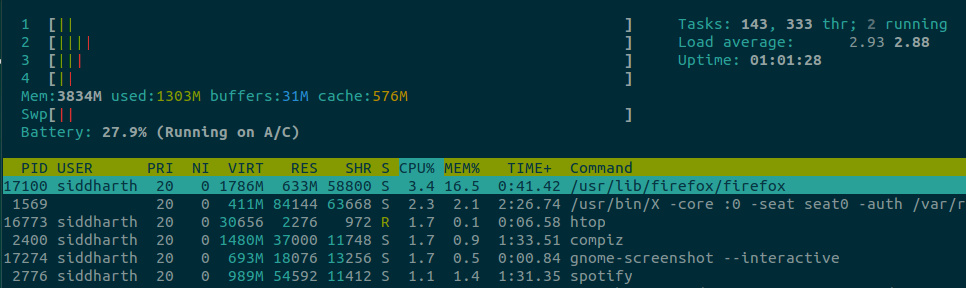 1 [|| ] Tasks: 143, 333 thr; 2 running
2 [|||| ] Load average: 2.93 2.88
3 [||| ] Uptime: 01:01:28
4 [|| ]
Mem:3834M used:1303M buffers:31M cache:576M
Swp[|| ]
Battery: 27.9% (Running on A/C)
PID USER PRI NI VIRT RES SHR S CPU% MEM% TIME+ Command
17100 siddharth 20 0 1786M 633M 58800 S 3.4 16.5 0:41.42 /usr/lib/firefox/firefox
1569 20 0 411M 84144 63668 S 2.3 2.1 2:26.74 /usr/bin/X -core :0 -seat seat0 -auth /var/r
16773 siddharth 20 0 30656 2276 972 R 1.7 0.1 0:06.58 htop
2400 siddharth 20 0 1480M 37000 11748 S 1.7 0.9 1:33.51 compiz
17274 siddharth 20 0 693M 18076 13256 S 1.7 0.5 0:00.84 gnome-screenshot --interactive
2776 siddharth 20 0 989M 54592 11412 S 1.1 1.4 1:31.35 spotify